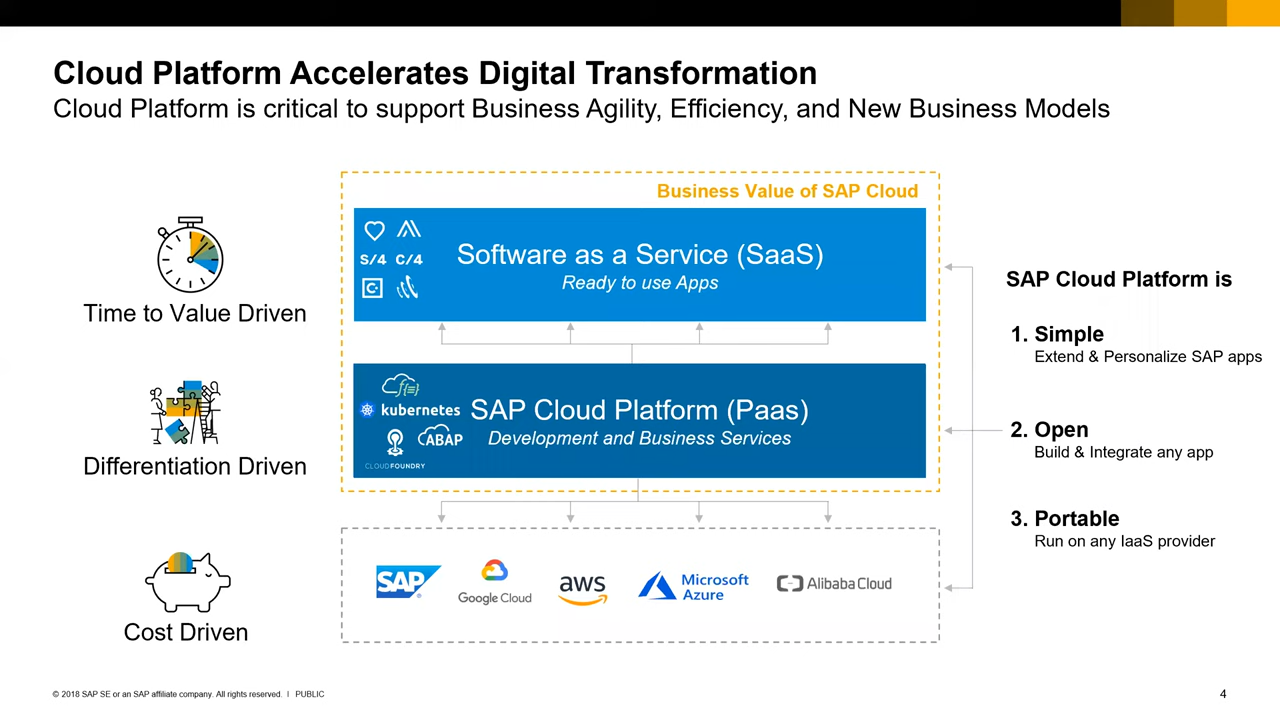 Cloud Platform Accelerates Digital Transformation
Cloud Platform is critical to support Business Agility, Efficiency, and New Business Models
Business Value of SAP Cloud
S/4 C/4
Software as a Service (SaaS)
Ready to use Apps
Time to Value Driven
f{≡}
kubernetes
ABAP
CLOUDFOUNDRY
SAP Cloud Platform (Paas)
Development and Business Services
Differentiation Driven
SAP®
Google Cloud
aws
Microsoft
Azure
Alibaba Cloud
Cost Driven
SAP Cloud Platform is
1. Simple
Extend & Personalize SAP apps
2. Open
Build & Integrate any app
3. Portable
Run on any IaaS provider
© 2018 SAP SE or an SAP affiliate company. All rights reserved. I PUBLIC
4